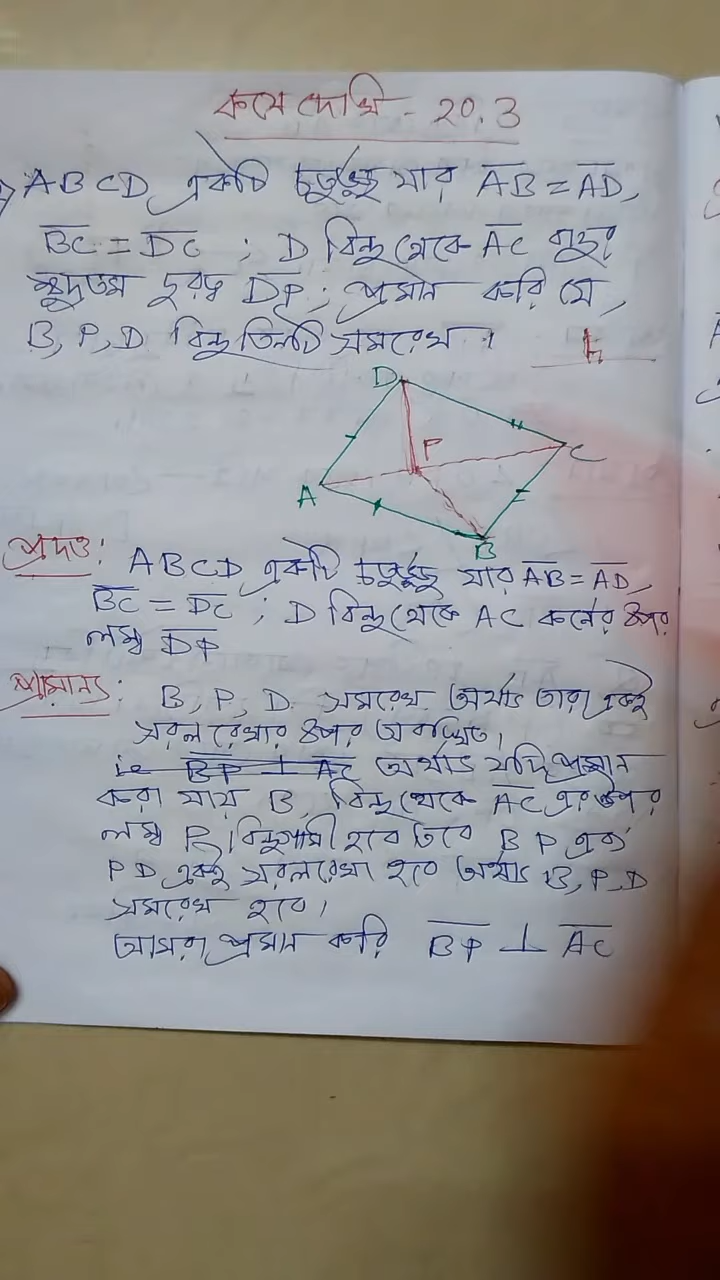 কষে দেখি - 20.3
ABCD একটি চতুর্ভুজ যার AB = AD,
BC = DC ; D বিন্দু থেকে AC
ক্ষুদ্রতম দূরত্ব DP ; প্রমান করি যে,
B, P, D বিন্দু তিনটি সমরেখ ।
D
P
C
A
B
প্রদত্ত : ABCD একটি চতুর্ভুজ যার AB = AD,
BC = DC ; D বিন্দু থেকে AC কর্নের উপর
লম্ব DP
প্রামান্য : B, P, D সমরেখ অর্থাৎ তারা একই
সরল রেখার উপর অবস্থিত।
ie BP ⊥ AC অর্থাৎ যদি প্রমান
করা যায় B, বিন্দু থেকে AC এর উপর
লম্ব P, বিন্দুগামী হবে তবে BP এবং
PD একই সরলরেখা হবে অর্থাৎ B, P, D
সমরেখ হবে।
আমরা প্রমান করি BP ⊥ AC